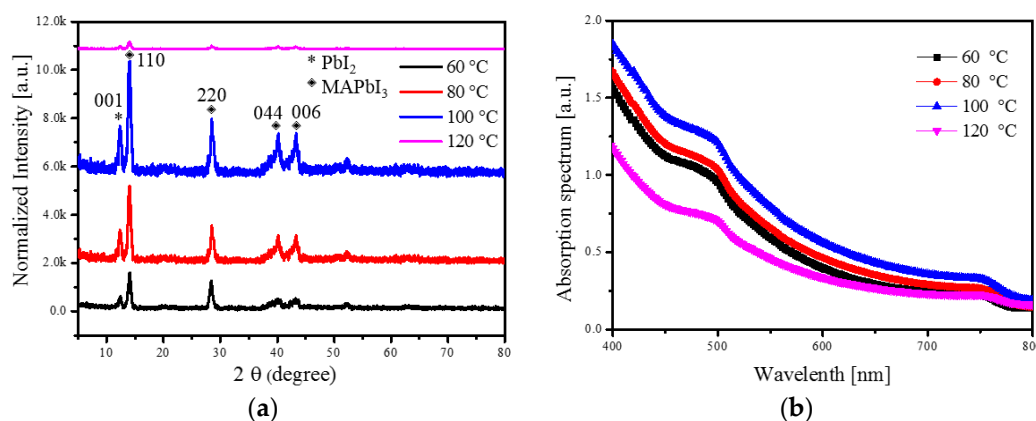 12.0k
10.0k
8.0k
6.0k
4.0k
2.0k
0.0
Normalized Intensity [a.u.]
110
* PbI2
MAPbI3
001
220
044
006
60 °C
80 °C
100 °C
120 °C
10 20 30 40 50 60 70 80
2 θ (degree)
(a)
2.0
1.5
1.0
0.5
0.0
Absorption spectrum [a.u.]
60 °C
80 °C
100 °C
120 °C
400 500 600 700 80
Wavelenth [nm]
(b)